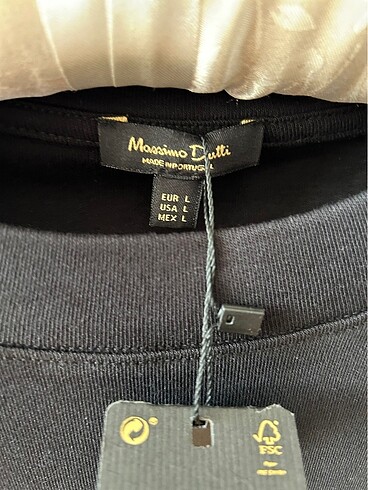 Massimo Dutti
MADE IN PORTUGAL
EUR L
USA L
MEX L
®
FSC